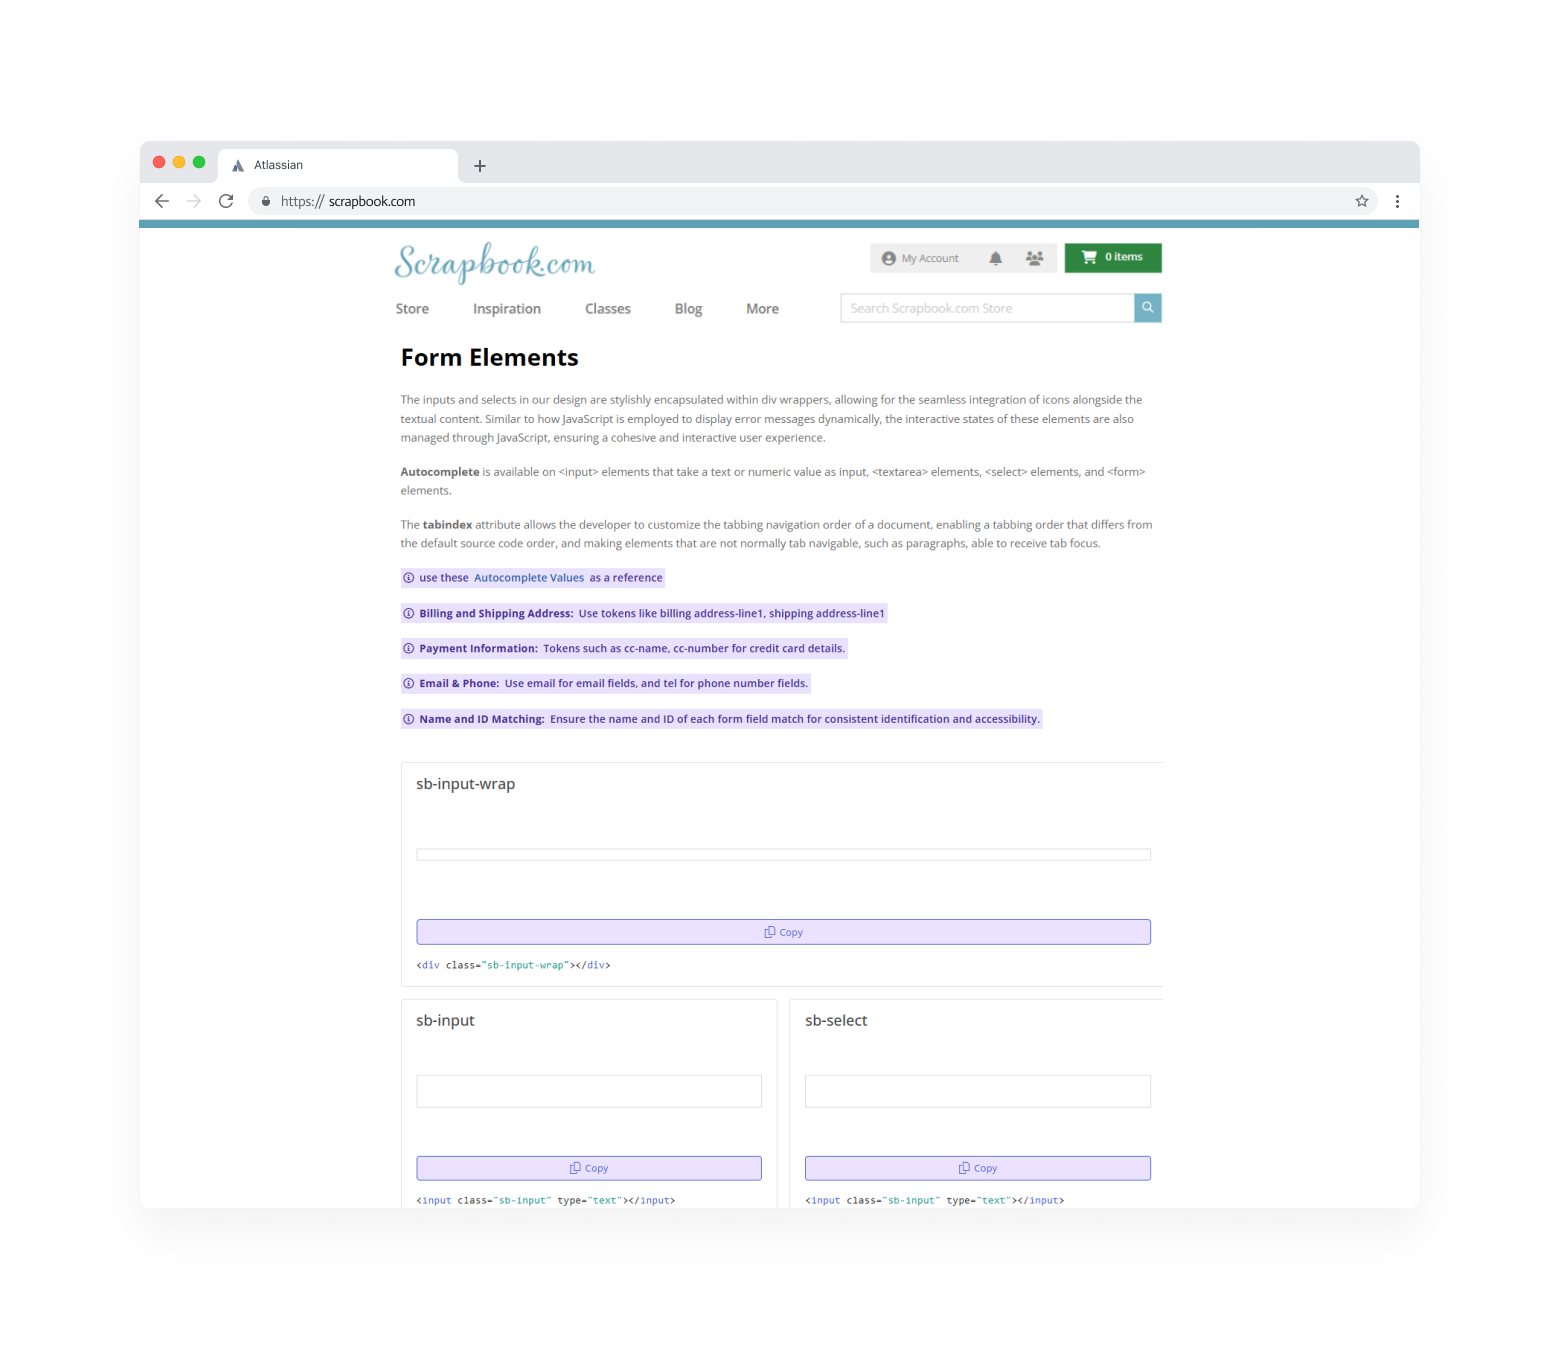 Atlassian
https:// scrapbook.com
Scrapbook.com
My Account
0 items
Store Inspiration Classes Blog More
Search Scrapbook.com Store
Form Elements
The inputs and selects in our design are stylishly encapsulated within div wrappers, allowing for the seamless integration of icons alongside the
textual content. Similar to how JavaScript is employed to display error messages dynamically, the interactive states of these elements are also
managed through JavaScript, ensuring a cohesive and interactive user experience.
Autocomplete is available on <input> elements that take a text or numeric value as input, <textarea> elements, <select> elements, and <form>
elements.
The tabindex attribute allows the developer to customize the tabbing navigation order of a document, enabling a tabbing order that differs from
the default source code order, and making elements that are not normally tab navigable, such as paragraphs, able to receive tab focus.
use these Autocomplete Values as a reference
Billing and Shipping Address: Use tokens like billing address-line1, shipping address-line1
Payment Information: Tokens such as cc-name, cc-number for credit card details.
Email & Phone: Use email for email fields, and tel for phone number fields.
Name and ID Matching: Ensure the name and ID of each form field match for consistent identification and accessibility.
sb-input-wrap
Copy
<div class="sb-input-wrap"></div>
sb-input
Copy
<input class="sb-input" type="text"></input>
sb-select
Copy
<input class="sb-input" type="text"></input>